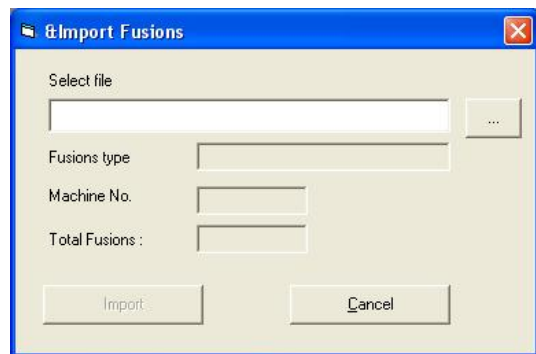 &Import Fusions
Select file
...
Fusions type
Machine No.
Total Fusions :
Import
Cancel